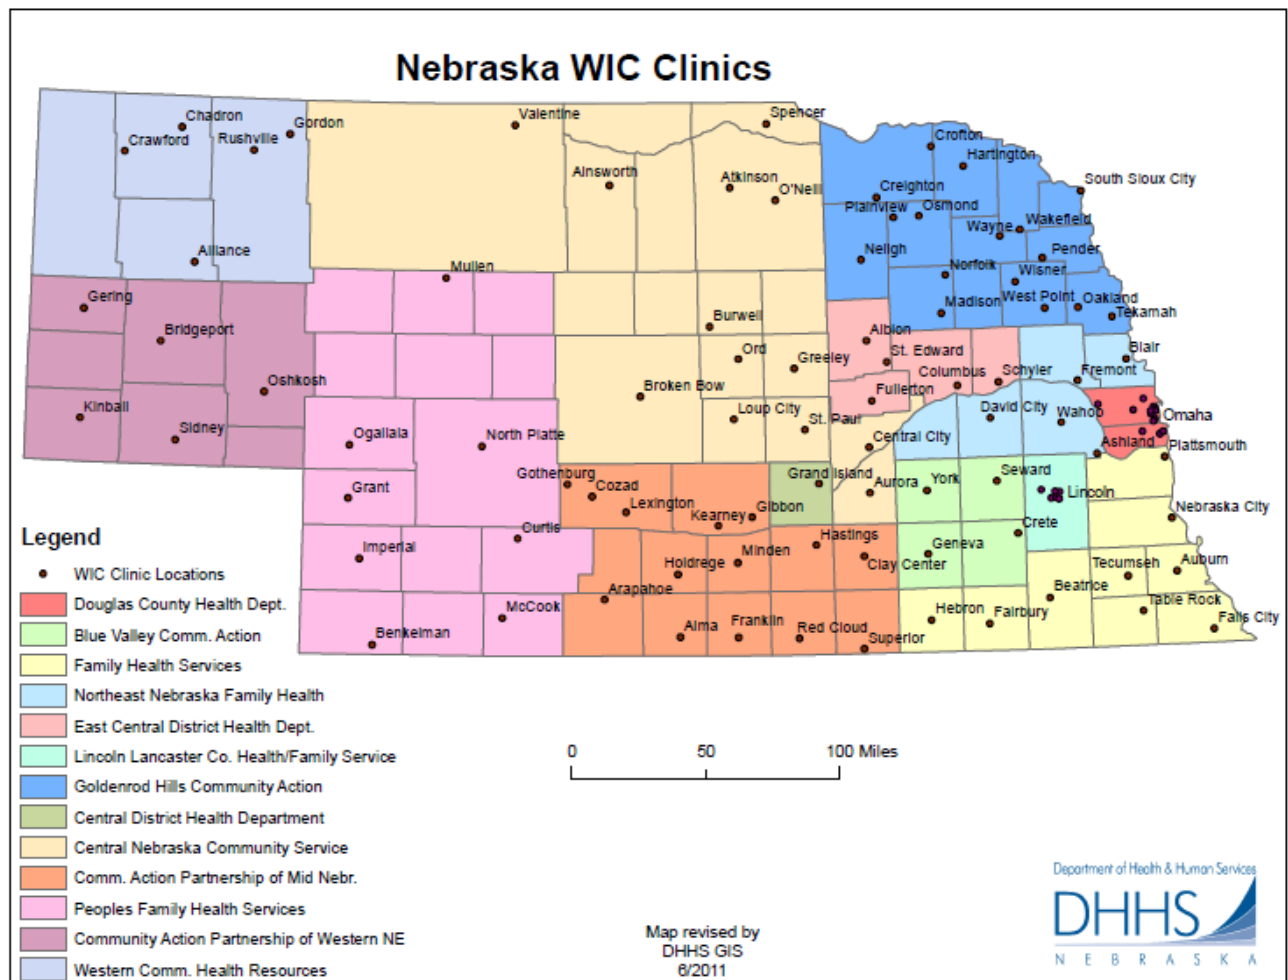 Nebraska WIC Clinics
Chadron
Gordon
Crawford
Rushville
Valentine
Spencer
Ainsworth
Atkinson
O'Neill
Crofton
Hartington
South Sioux City
Creighton
Plainview
Osmond
Wayne
Wakefield
Alliance
Mullen
Neligh
Pender
Norfolk
Wisner
Gering
Madison
West Point
Oakland
Tekamah
Bridgeport
Burwell
Albion
Blair
Ord
Greeley
St. Edward
Columbus
Schyler
Fremont
Oshkosh
Broken Bow
Fullerton
Kinball
Loup City
St. Paul
David City
Wahoo
Omaha
Sidney
Ogallala
North Platte
Central City
Ashland
Plattsmouth
Gothenburg
Cozad
Grand Island
Aurora
York
Seward
Lincoln
Grant
Lexington
Kearney
Gibbon
Nebraska City
Curtis
Hastings
Crete
Imperial
Holdrege
Minden
Clay Center
Geneva
Tecumseh
Auburn
Arapahoe
Beatrice
McCook
Table Rock
Benkelman
Alma
Franklin
Red Cloud
Superior
Hebron
Fairbury
Falls City
Legend
WIC Clinic Locations
Douglas County Health Dept.
Blue Valley Comm. Action
Family Health Services
Northeast Nebraska Family Health
East Central District Health Dept.
Lincoln Lancaster Co. Health/Family Service
Goldenrod Hills Community Action
Central District Health Department
Central Nebraska Community Service
Comm. Action Partnership of Mid Nebr.
Peoples Family Health Services
Community Action Partnership of Western NE
Western Comm. Health Resources
0 50 100 Miles
Map revised by
DHHS GIS
6/2011
Department of Health & Human Services
DHHS
NEBRASKA